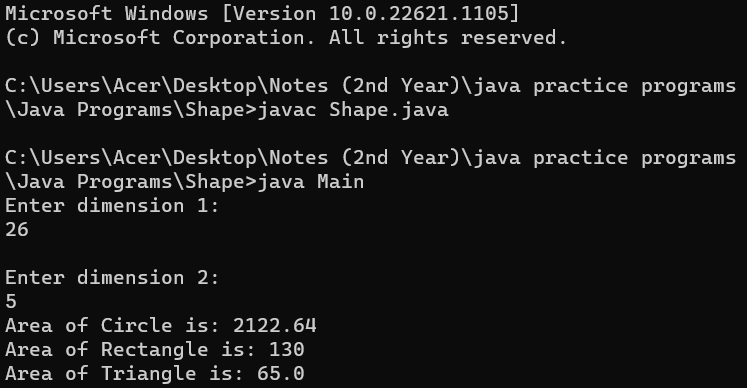 Microsoft Windows [Version 10.0.22621.1105]
(c) Microsoft Corporation. All rights reserved.
C:\Users\Acer\Desktop\Notes (2nd Year)\java practice programs
\Java Programs\Shape>javac Shape.java
C:\Users\Acer\Desktop\Notes (2nd Year)\java practice programs
\Java Programs\Shape>java Main
Enter dimension 1:
26
Enter dimension 2:
5
Area of Circle is: 2122.64
Area of Rectangle is: 130
Area of Triangle is: 65.0